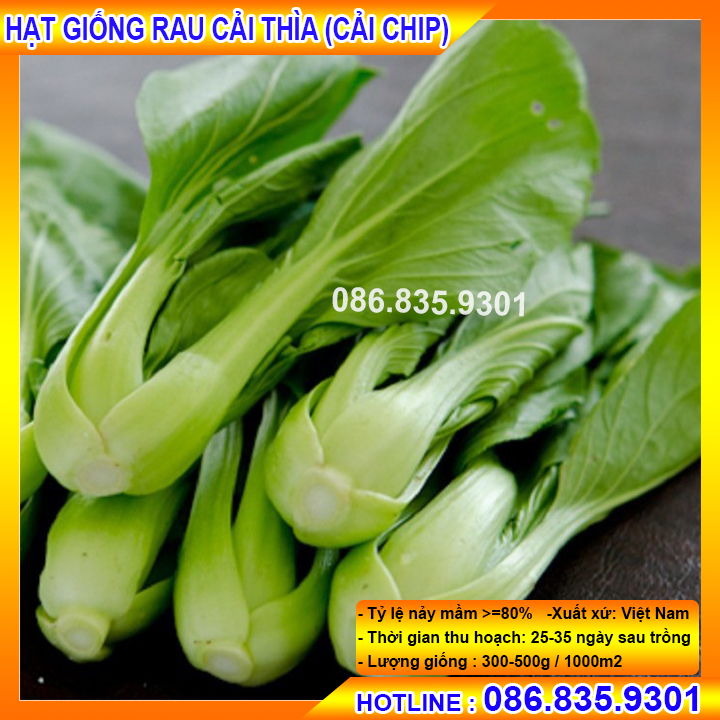 HẠT GIỐNG RAU CẢI THÌA (CẢI CHIP)
086.835.9301
- Tỷ lệ nảy mầm >=80% -Xuất xứ: Việt Nam
- Thời gian thu hoạch: 25-35 ngày sau trồng
- Lượng giống : 300-500g / 1000m2
HOTLINE : 086.835.9301